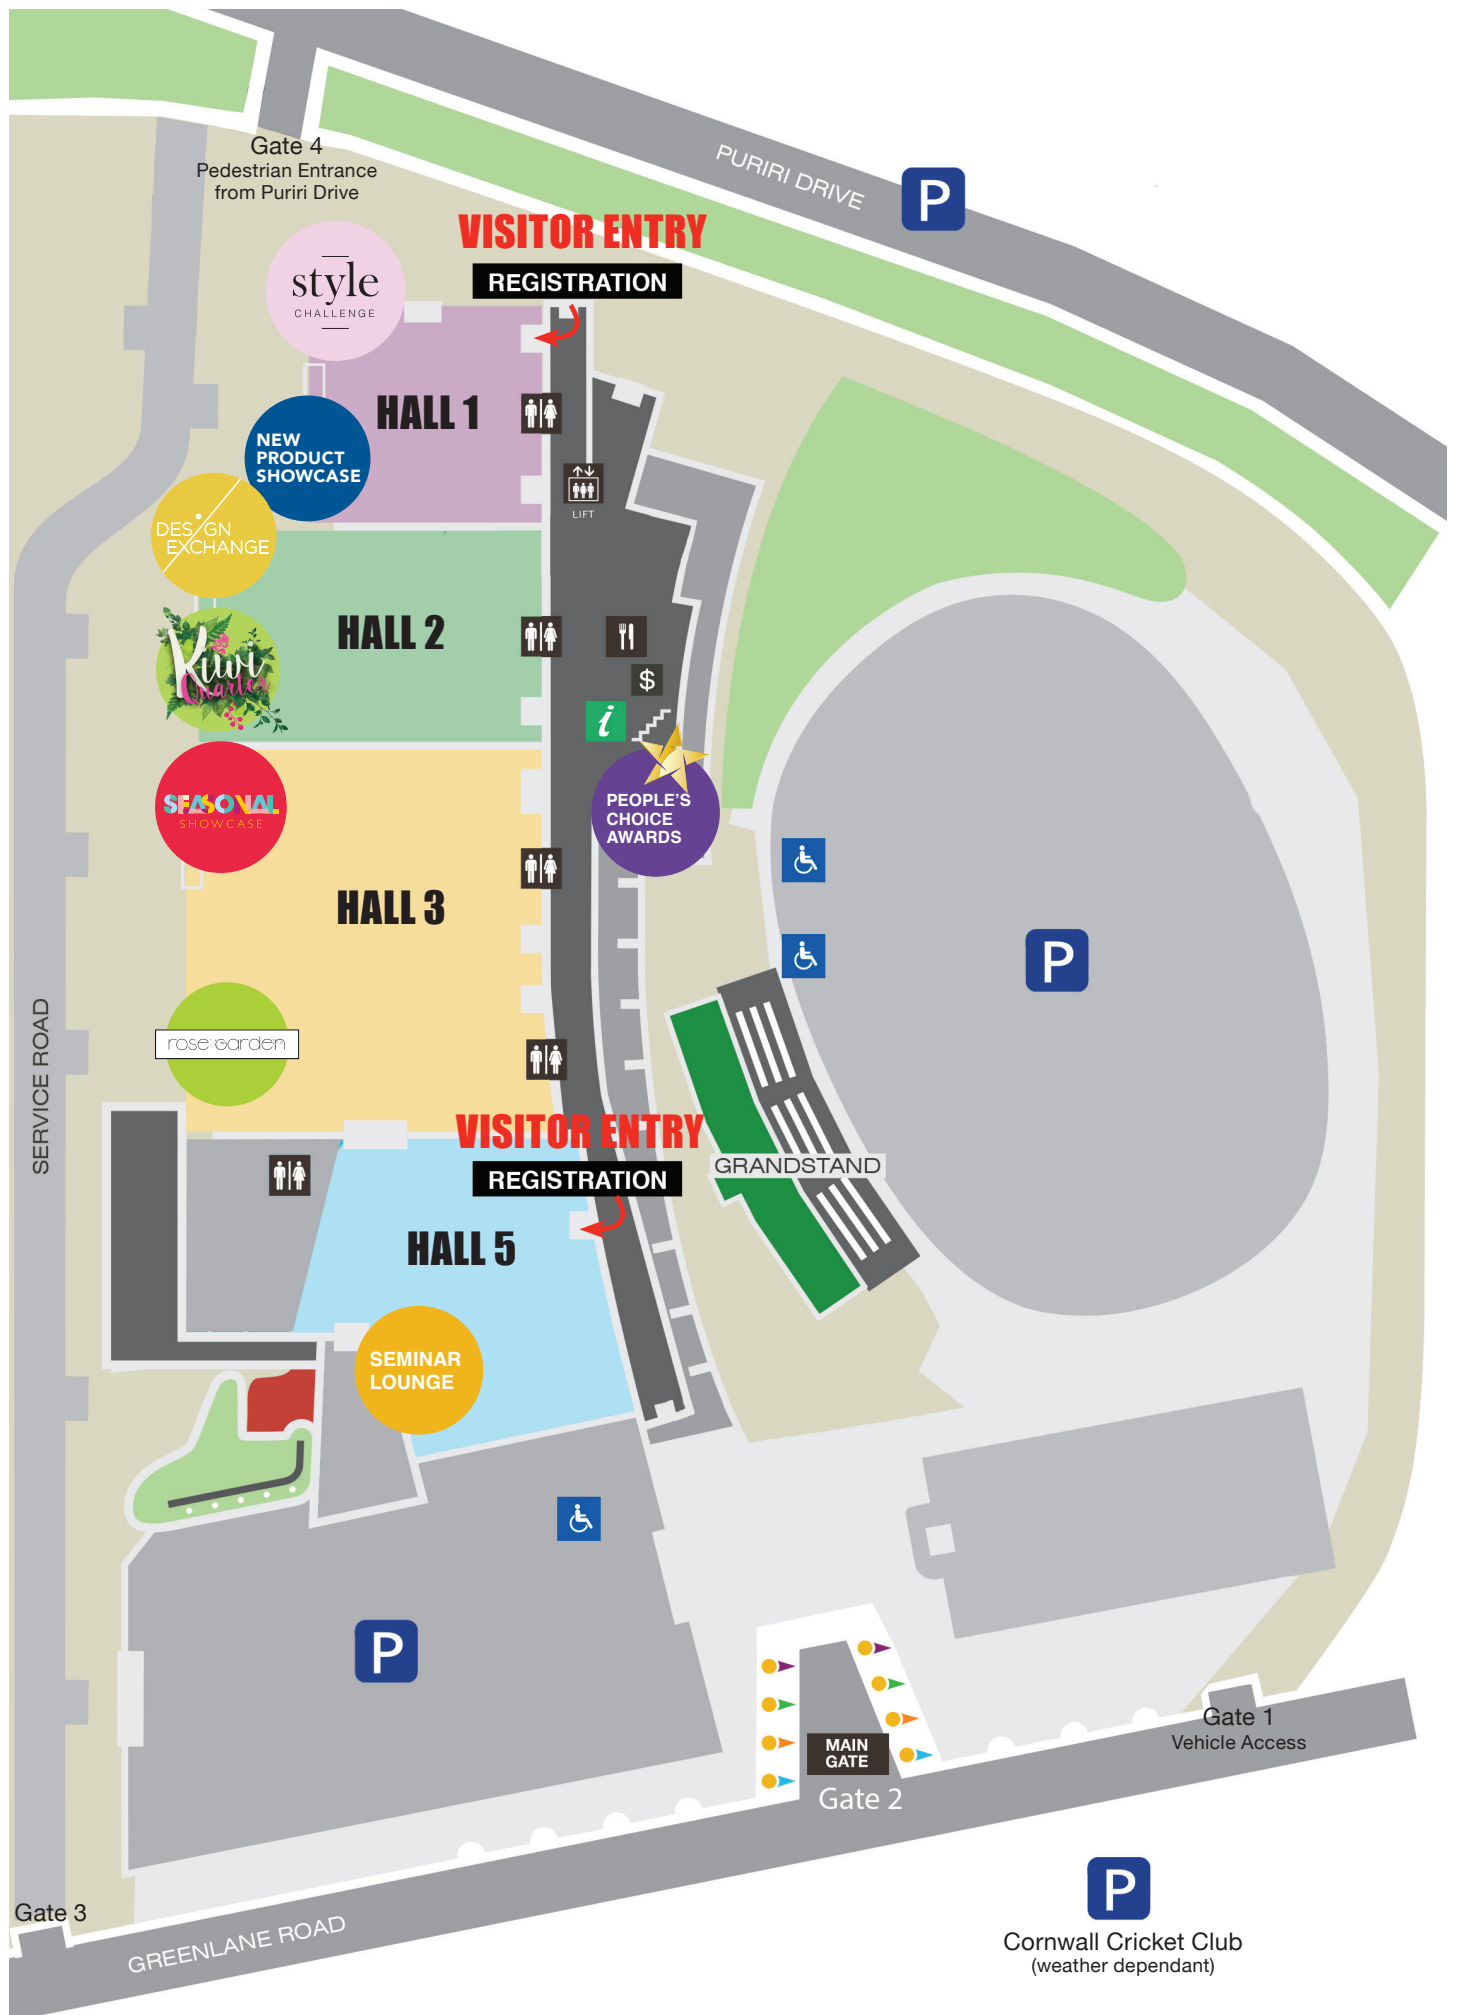 Gate 4
Pedestrian Entrance
from Puriri Drive
PURIRI DRIVE
P
VISITOR ENTRY
REGISTRATION
style
CHALLENGE
HALL 1
NEW
PRODUCT
SHOWCASE
LIFT
DESIGN
EXCHANGE
HALL 2
Kiwi
Quarter
$
i
SEASONAL
SHOWCASE
PEOPLE'S
CHOICE
AWARDS
HALL 3
P
SERVICE ROAD
rose Garden
VISITOR ENTRY
REGISTRATION
GRANDSTAND
HALL 5
SEMINAR
LOUNGE
P
MAIN
GATE
Gate 2
Gate 1
Vehicle Access
Gate 3
GREENLANE ROAD
P
Cornwall Cricket Club
(weather dependant)